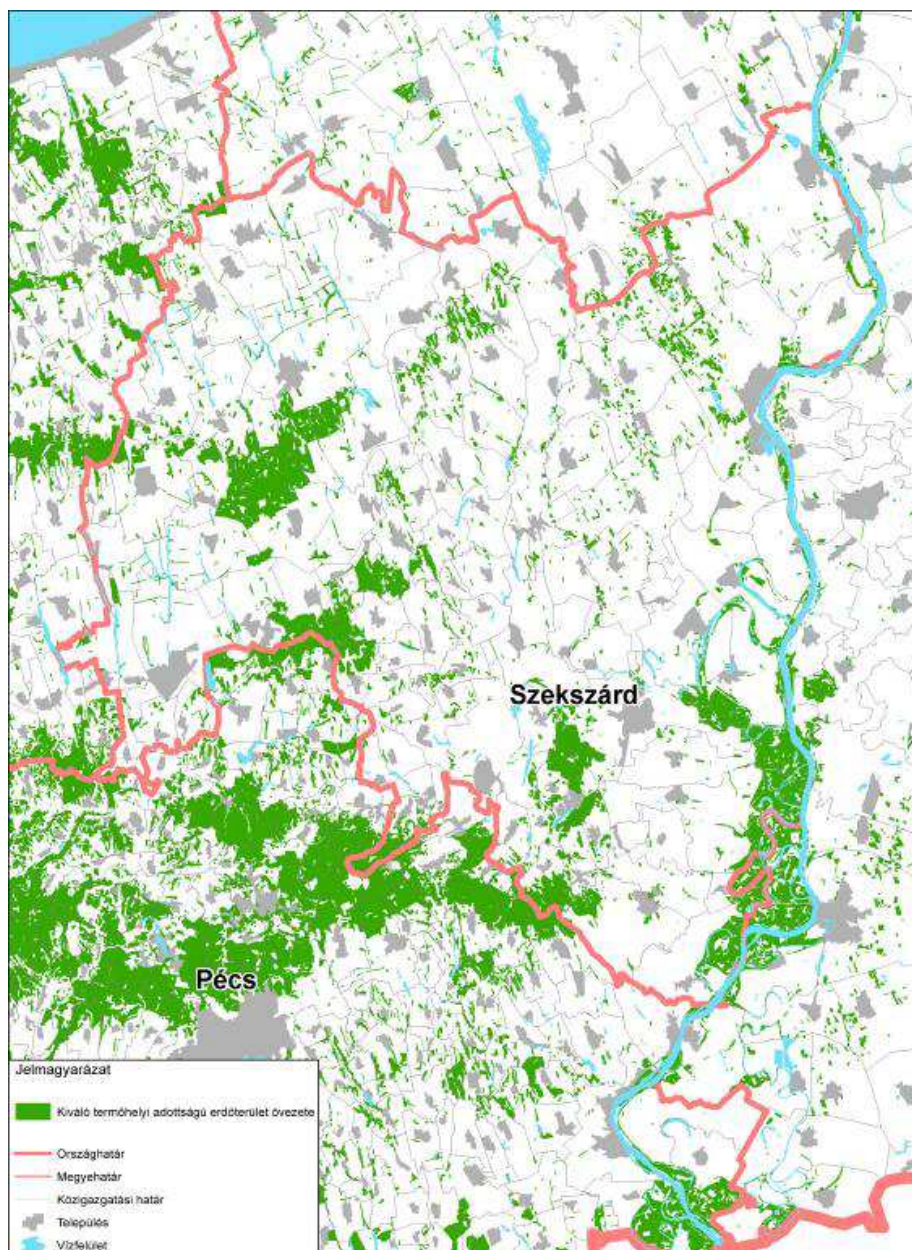 Szekszárd
Pécs
Jelmagyarázat
Kiváló termőhelyi adottságú erdőterület övezete
Országhatár
Megyehatár
Közigazgatási határ
Település
Vízfelület